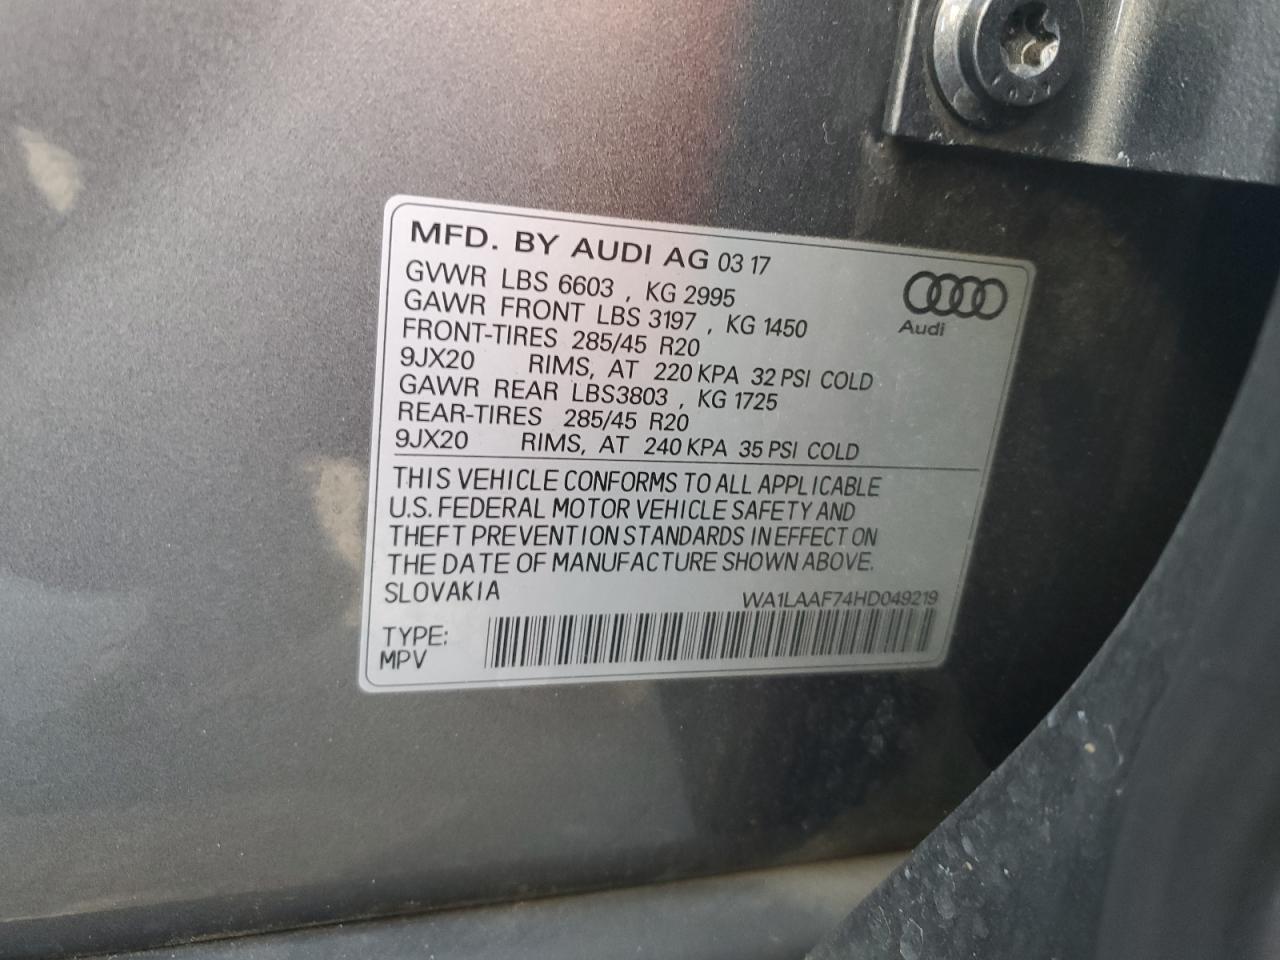 MFD. BY AUDI AG 03 17
GVWR LBS 6603 , KG 2995
GAWR FRONT LBS 3197 , KG 1450
FRONT-TIRES 285/45 R20
9JX20 RIMS, AT 220 KPA 32 PSI COLD
GAWR REAR LBS3803 , KG 1725
REAR-TIRES 285/45 R20
9JX20 RIMS, AT 240 KPA 35 PSI COLD
Audi
THIS VEHICLE CONFORMS TO ALL APPLICABLE
U.S. FEDERAL MOTOR VEHICLE SAFETY AND
THEFT PREVENTION STANDARDS IN EFFECT ON
THE DATE OF MANUFACTURE SHOWN ABOVE.
SLOVAKIA WA1LAAF74HD049219
TYPE:
MPV